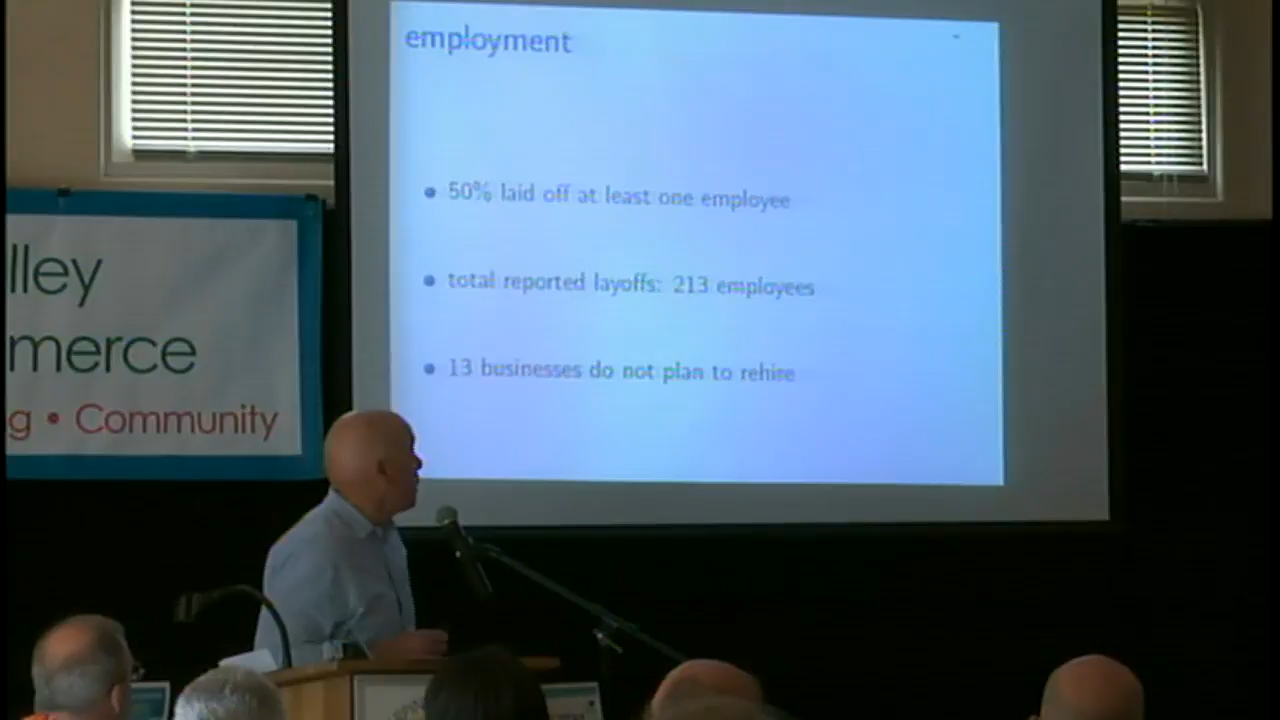 employment
• 50% laid off at least one employee
• total reported layoffs: 213 employees
• 13 businesses do not plan to rehire
lley
merce
g • Community